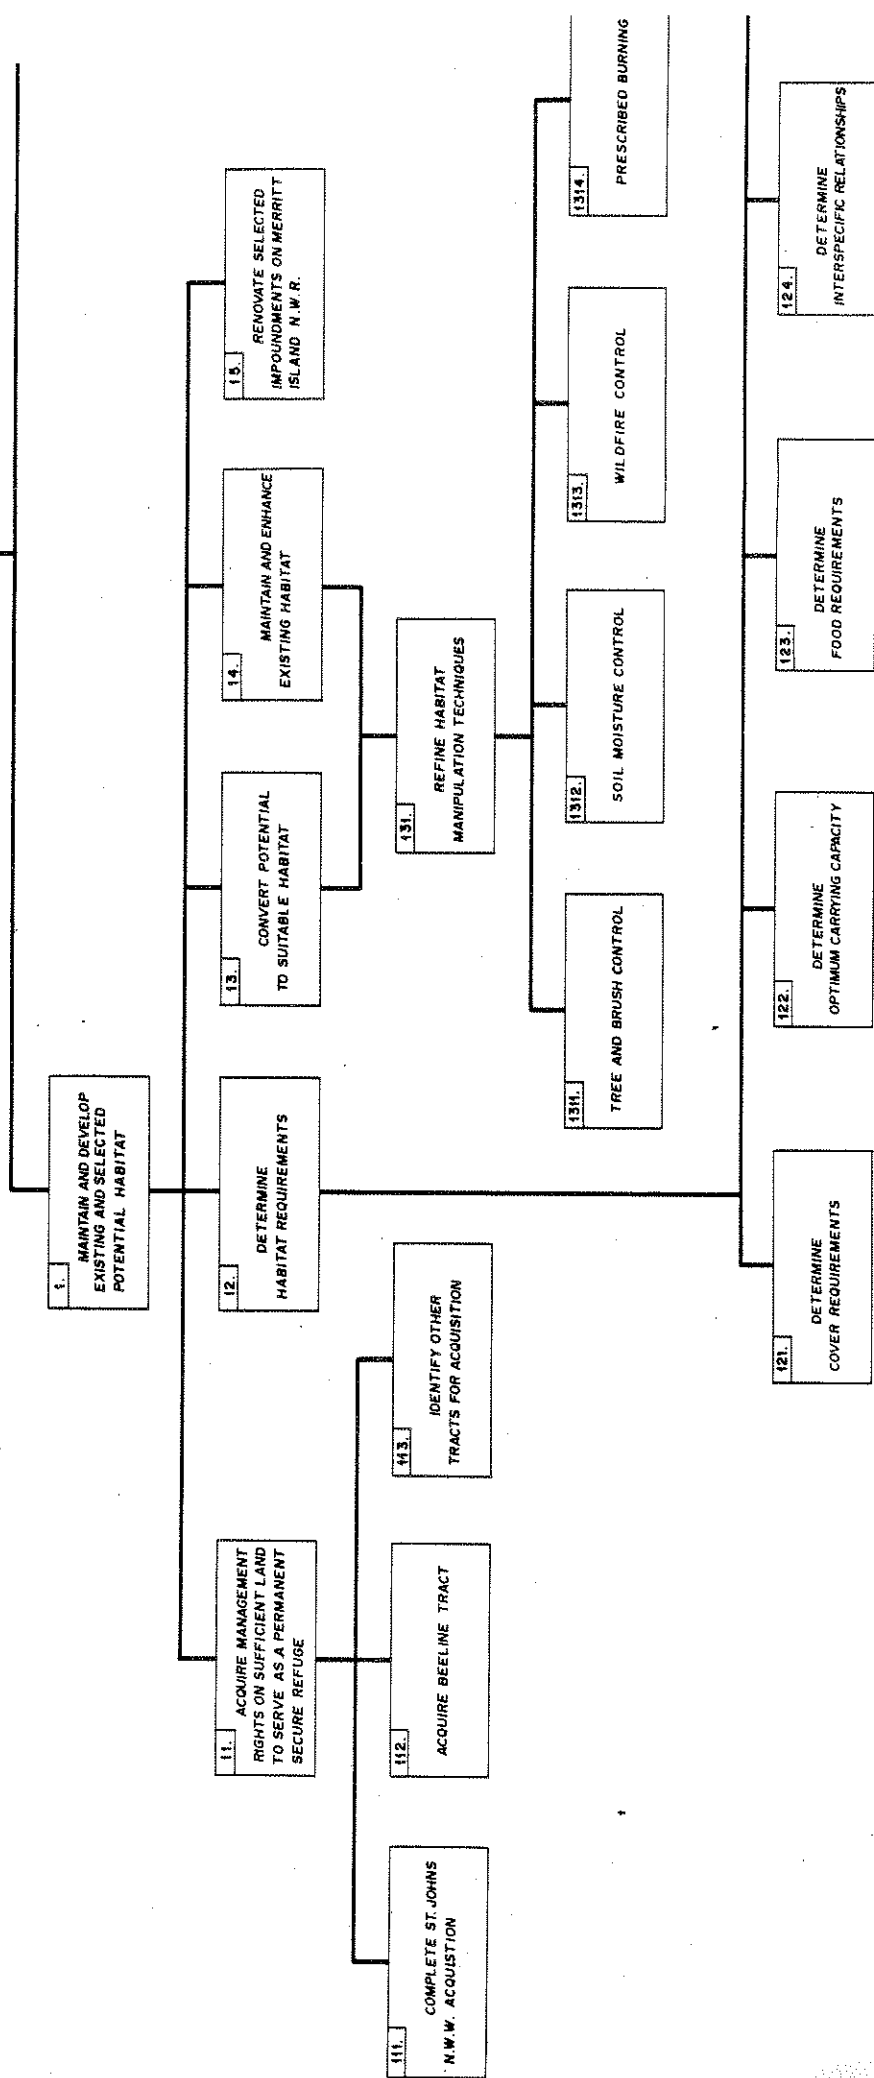 1.
MAINTAIN AND DEVELOP
EXISTING AND SELECTED
POTENTIAL HABITAT
11.
ACQUIRE MANAGEMENT
RIGHTS ON SUFFICIENT LAND
TO SERVE AS A PERMANENT
SECURE REFUGE
12.
DETERMINE
HABITAT REQUIREMENTS
13.
CONVERT POTENTIAL
TO SUITABLE HABITAT
14.
MAINTAIN AND ENHANCE
EXISTING HABITAT
15.
RENOVATE SELECTED
IMPOUNDMENTS ON MERRITT
ISLAND N.W.R.
111.
COMPLETE ST. JOHNS
N.W.W. ACQUISTION
112.
ACQUIRE BEELINE TRACT
113.
IDENTIFY OTHER
TRACTS FOR ACQUISITION
131.
REFINE HABITAT
MANIPULATION TECHNIQUES
1311.
TREE AND BRUSH CONTROL
1312.
SOIL MOISTURE CONTROL
1313.
WILDFIRE CONTROL
1314.
PRESCRIBED BURNING
121.
DETERMINE
COVER REQUIREMENTS
122.
DETERMINE
OPTIMUM CARRYING CAPACITY
123.
DETERMINE
FOOD REQUIREMENTS
124.
DETERMINE
INTERSPECIFIC RELATIONSHIPS